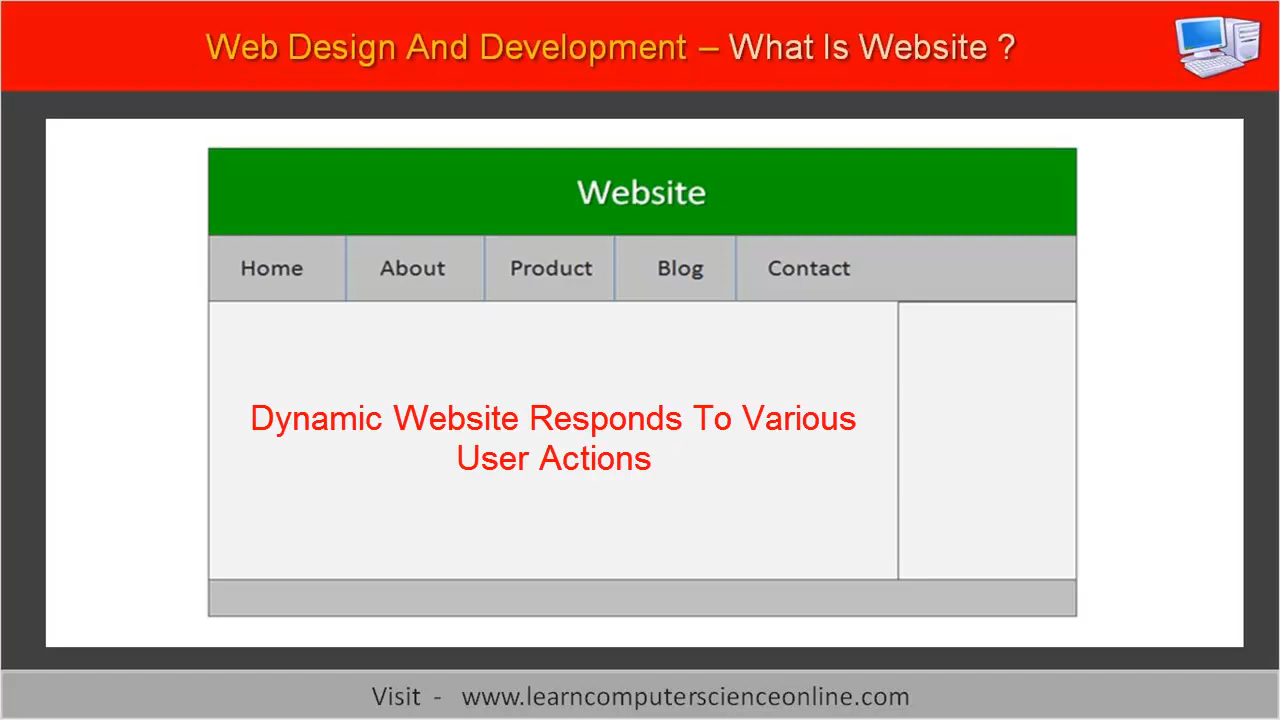 Web Design And Development – What Is Website ?
Website
Home About Product Blog Contact
Dynamic Website Responds To Various
User Actions
Visit - www.learncomputerscienceonline.com